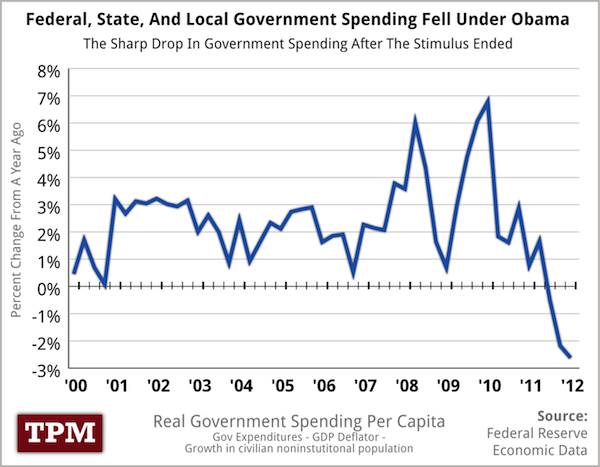 Federal, State, And Local Government Spending Fell Under Obama
The Sharp Drop In Government Spending After The Stimulus Ended
Percent Change From A Year Ago
8%
7%
6%
5%
4%
3%
2%
1%
0%
-1%
-2%
-3%
'00 '01 '02 '03 '04 '05 '06 '07 '08 '09 '10 '11 '12
TPM
Real Government Spending Per Capita
Gov Expenditures - GDP Deflator -
Growth in civilian noninstutitonal population
Source:
Federal Reserve
Economic Data